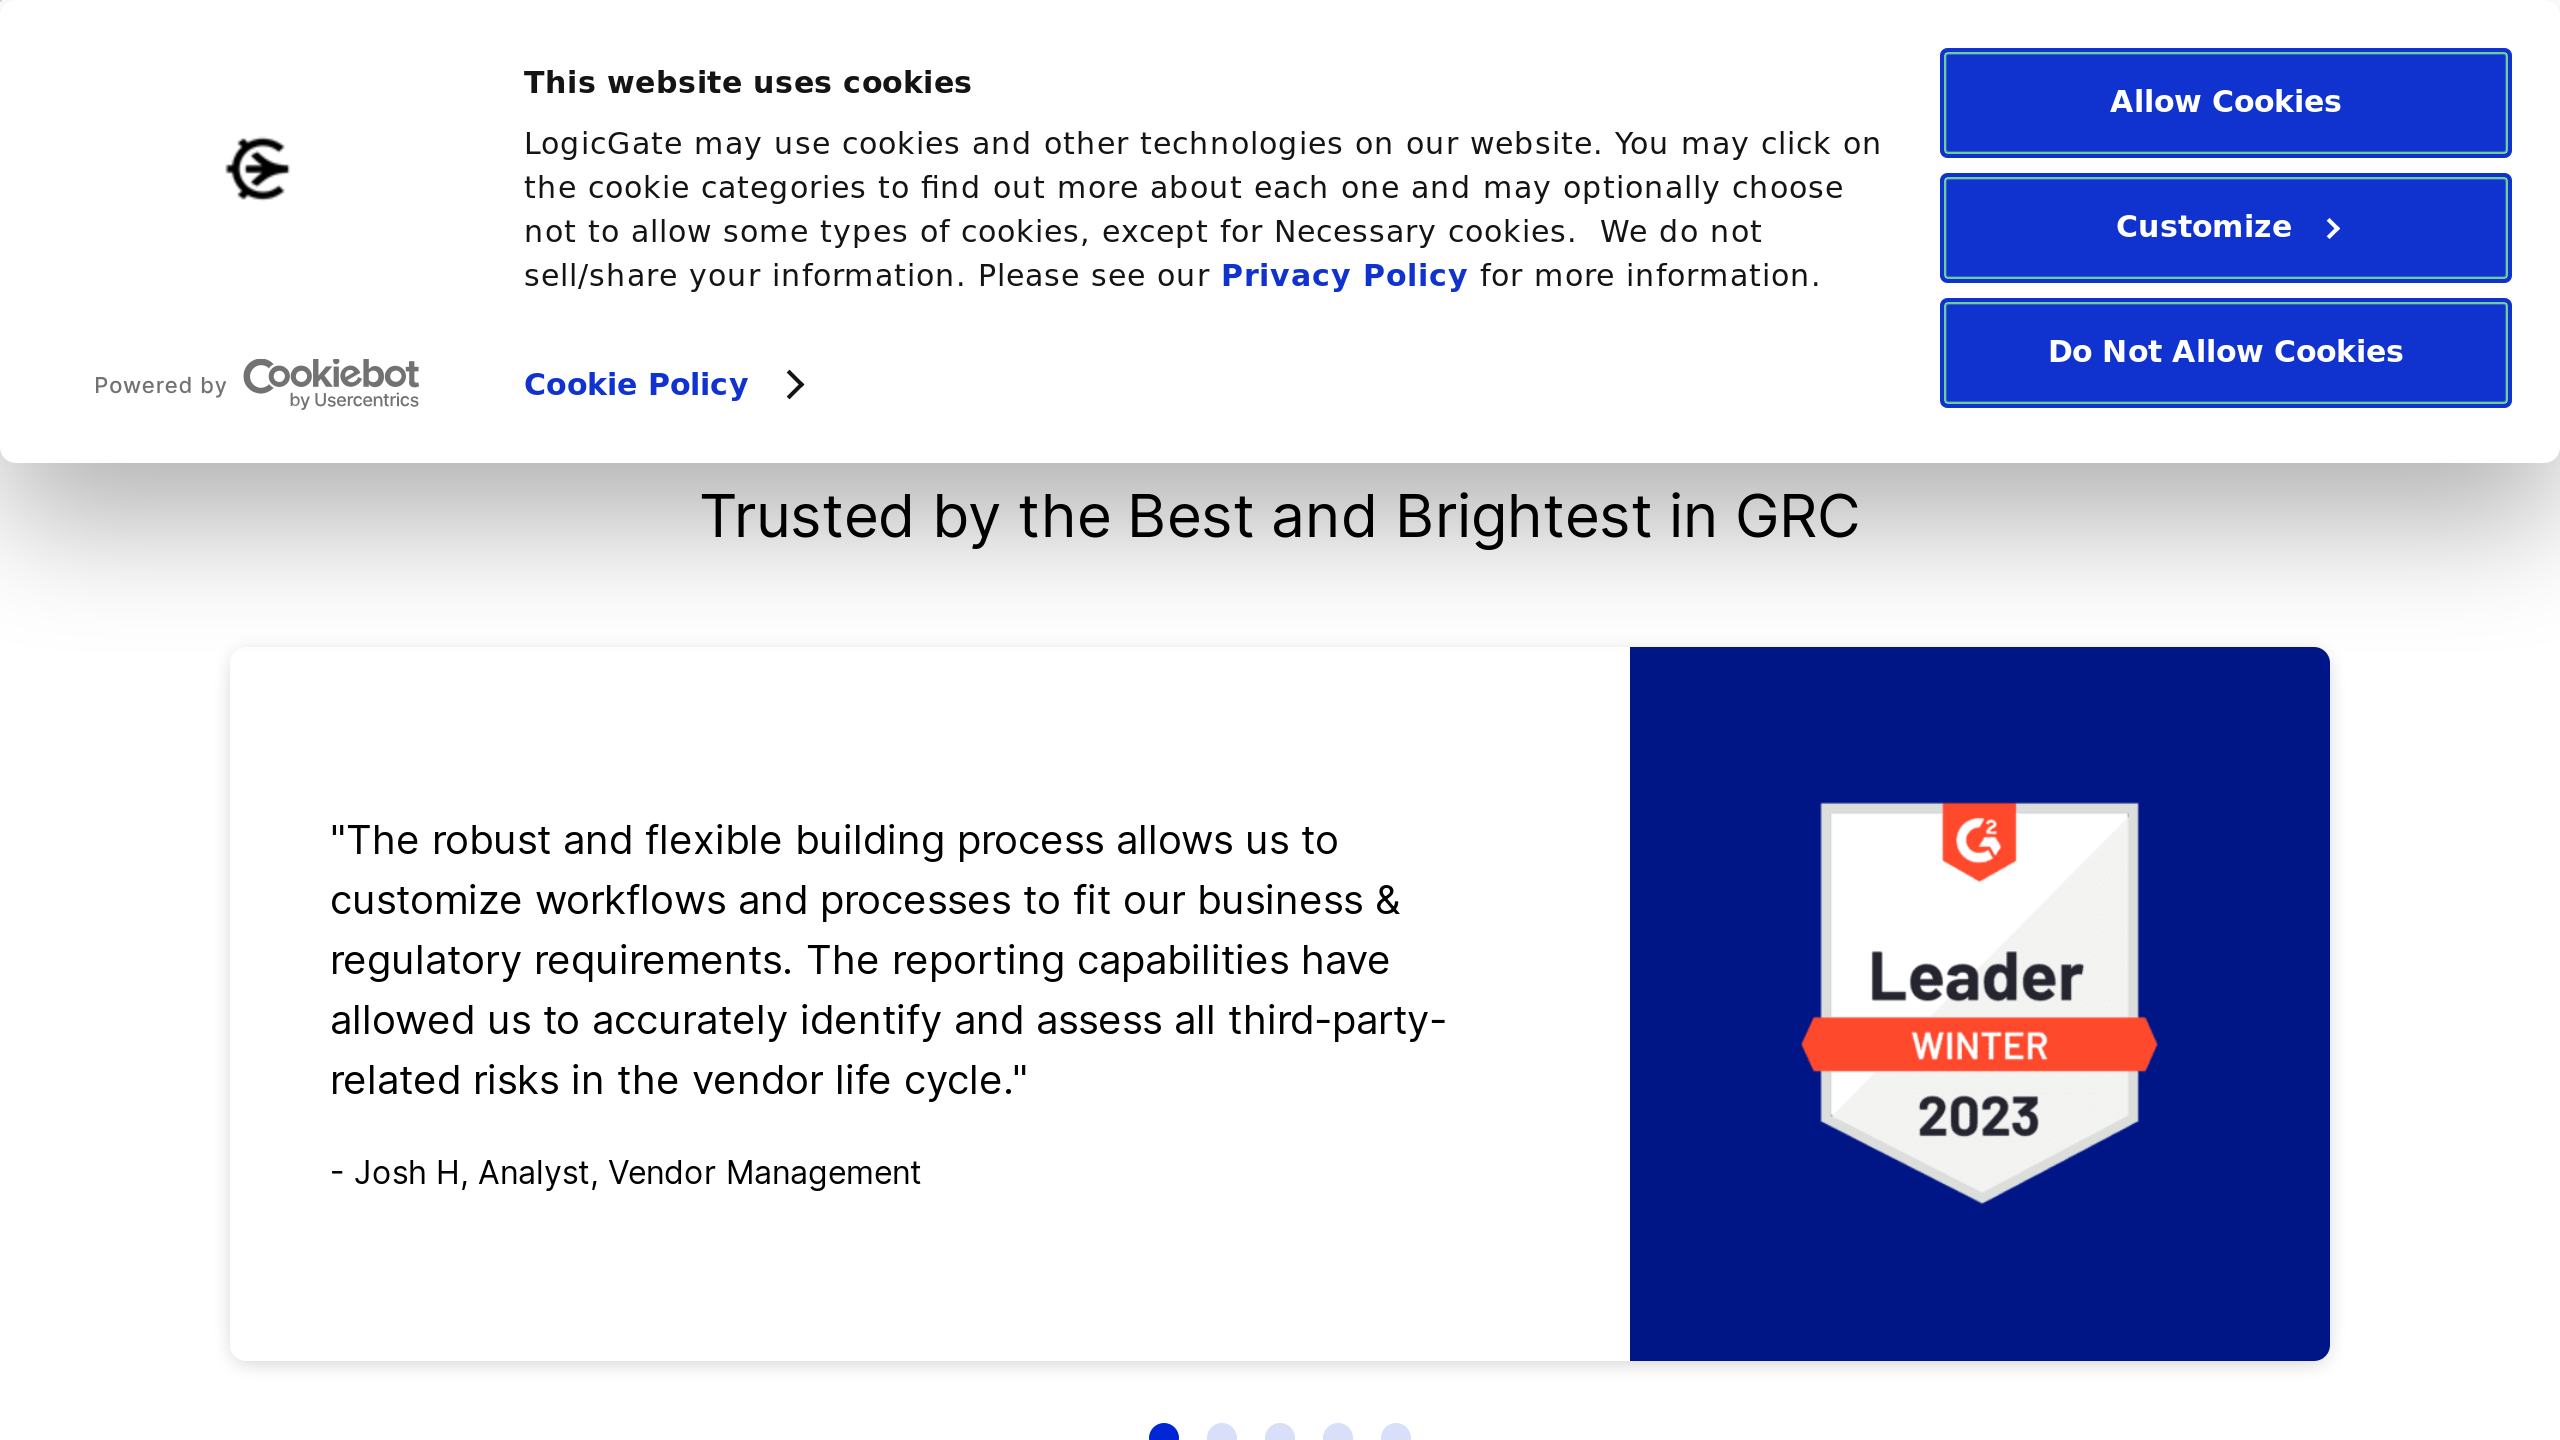 This website uses cookies
LogicGate may use cookies and other technologies on our website. You may click on
the cookie categories to find out more about each one and may optionally choose
not to allow some types of cookies, except for Necessary cookies.  We do not
sell/share your information. Please see our Privacy Policy for more information.
Powered by Cookiebot
by Usercentrics
Cookie Policy
Allow Cookies
Customize
Do Not Allow Cookies
Trusted by the Best and Brightest in GRC
"The robust and flexible building process allows us to
customize workflows and processes to fit our business &
regulatory requirements. The reporting capabilities have
allowed us to accurately identify and assess all third-party-
related risks in the vendor life cycle."
- Josh H, Analyst, Vendor Management
G2
Leader
WINTER
2023